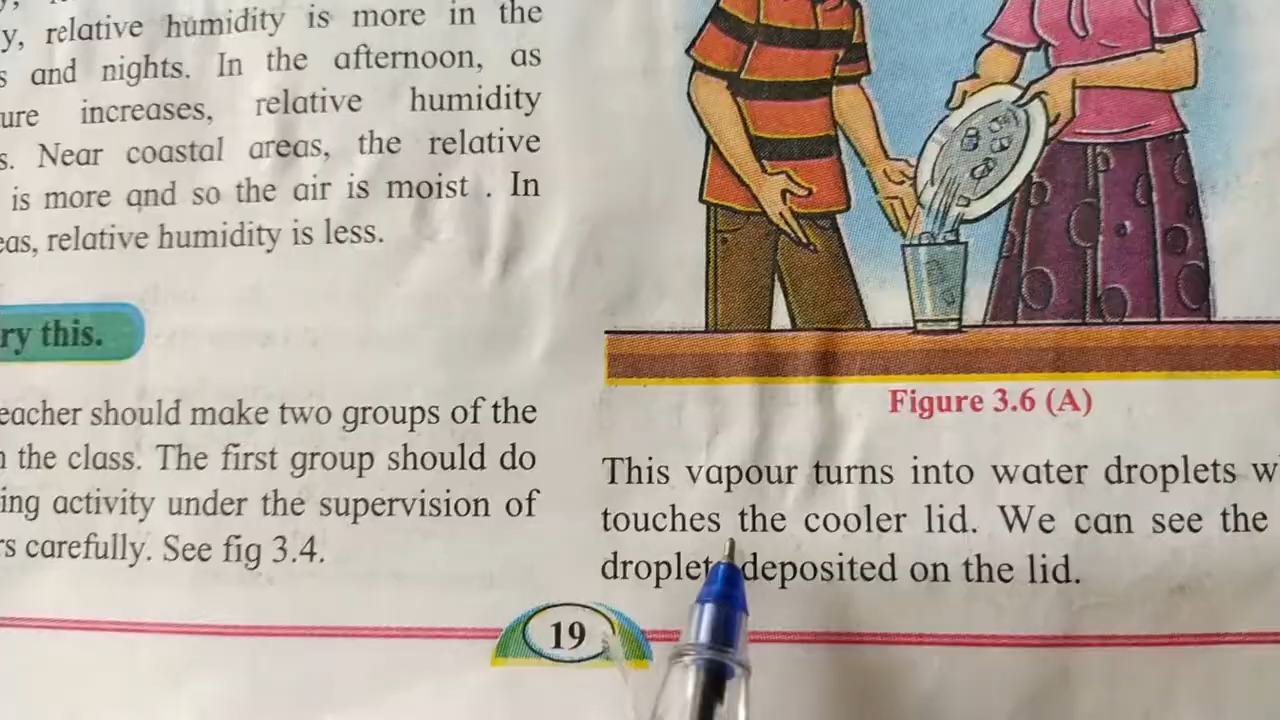 y, relative humidity is more in the
s and nights. In the afternoon, as
ure increases, relative humidity
s. Near coastal areas, the relative
is more and so the air is moist . In
eas, relative humidity is less.
ry this.
eacher should make two groups of the
n the class. The first group should do
ing activity under the supervision of
rs carefully. See fig 3.4.
Figure 3.6 (A)
This vapour turns into water droplets w
touches the cooler lid. We can see the
droplets deposited on the lid.
19